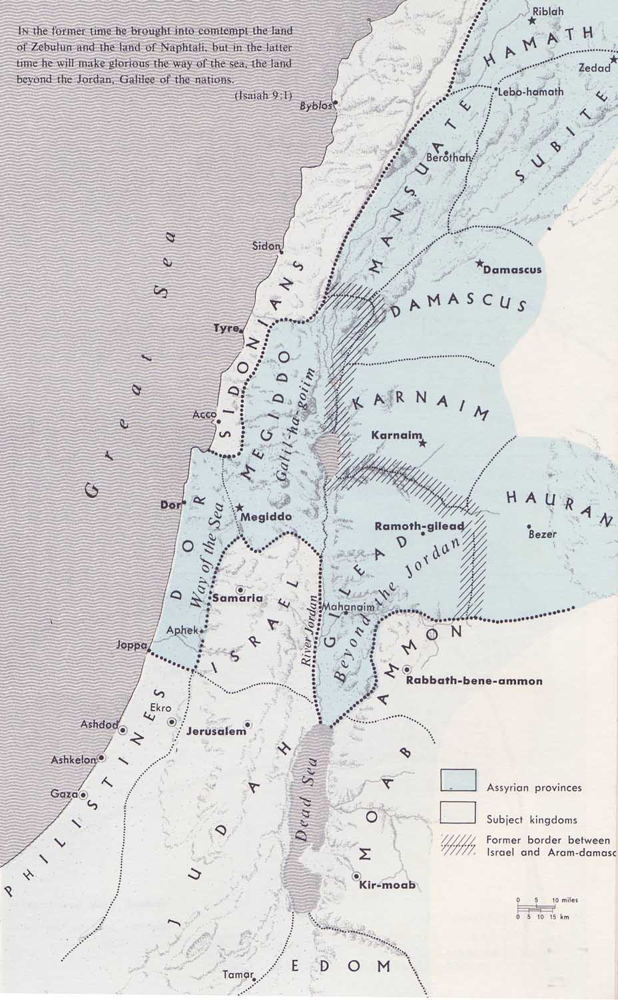 IN the former time he brought into comtempt the land
of Zebulun and the land of Naphtali, but in the latter
time he will make glorious the way of the sea, the land
beyond the Jordan, Galilee of the nations.
(Isaiah 9:1)
Riblah
HAMATH
Zedad
Lebo-hamath
Byblos
SUBITE
Berothah
MANSUATE
Great Sea
Sidon
Damascus
DAMASCUS
SIDONIANS
Tyre
MEGIDDO
Galil-ha-goiim
KARNAIM
Acco
Karnaim
HAURAN
Dor
DOR
Way of the Sea
Megiddo
Ramoth-gilead
Bezer
GILEAD
Beyond the Jordan
Samaria
ISRAEL
River Jordan
Mahanaim
Aphek
Joppa
AMMON
Rabbath-bene-ammon
Ekro
Ashdod
Jerusalem
PHILISTINES
Ashkelon
JUDAH
Dead Sea
MOAB
Gaza
Assyrian provinces
Subject kingdoms
Former border between
Israel and Aram-damasc
Kir-moab
0 5 10 miles
0 5 10 15 km
EDOM
Tamar